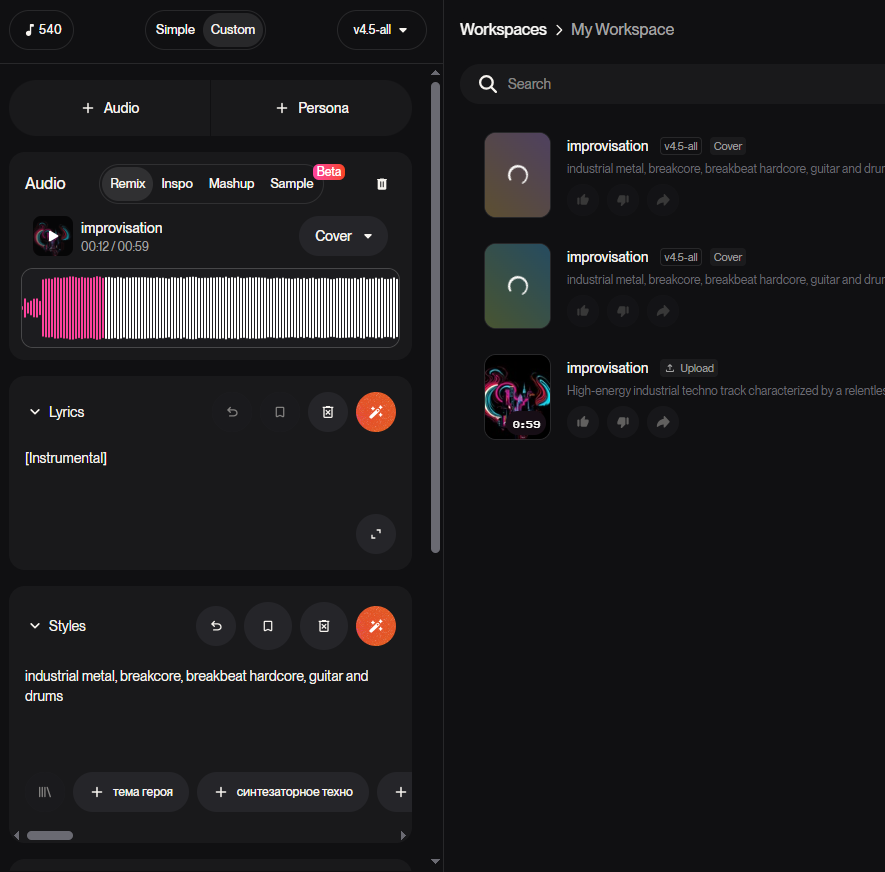 540
Simple Custom
v4.5-all
Workspaces > My Workspace
Search
+ Audio
+ Persona
Audio
Remix Inspo Mashup Sample Beta
improvisation
00:12 / 00:59
Cover
Lyrics
[Instrumental]
Styles
industrial metal, breakcore, breakbeat hardcore, guitar and
drums
+ тема героя
+ синтезаторное техно
+
improvisation v4.5-all Cover
industrial metal, breakcore, breakbeat hardcore, guitar and drur
improvisation v4.5-all Cover
industrial metal, breakcore, breakbeat hardcore, guitar and drur
improvisation Upload
High-energy industrial techno track characterized by a relentles
0:59